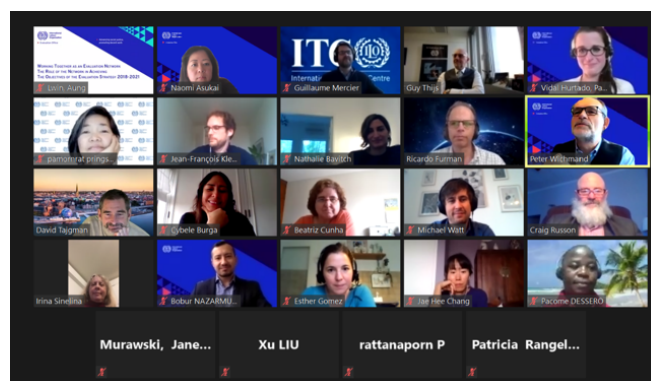 WORKING TOGETHER AS AN EVALUATION NETWORK
THE ROLE OF THE NETWORK IN ACHIEVING
THE OBJECTIVES OF THE EVALUATION STRATEGY 2018-2021
Lwin, Aung
Naomi Asukai
ITC ILO
Internati Centre
Guillaume Mercier
Guy Thijs
Vidal Hurtado, Pa...
pamornrat prings...
Jean-François Kle...
Nathalie Bavitch
Ricardo Furman
Peter Wichmand
David Tajgman
Cybele Burga
Beatriz Cunha
Michael Watt
Craig Russon
Irina Sinelina
Bobur NAZARMU...
Esther Gomez
Jae Hee Chang
Pacome DESSERO
Murawski, Jane...
Xu LIU
rattanaporn P
Patricia Rangel...